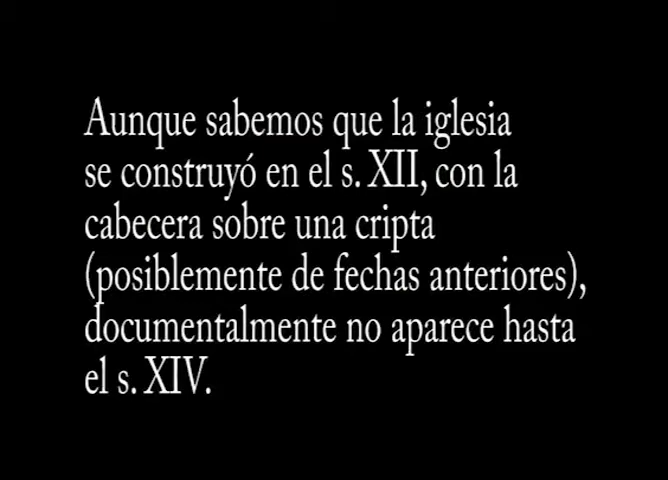 Aunque sabemos que la iglesia
se construyó en el s. XII, con la
cabecera sobre una cripta
(posiblemente de fechas anteriores),
documentalmente no aparece hasta
el s. XIV.